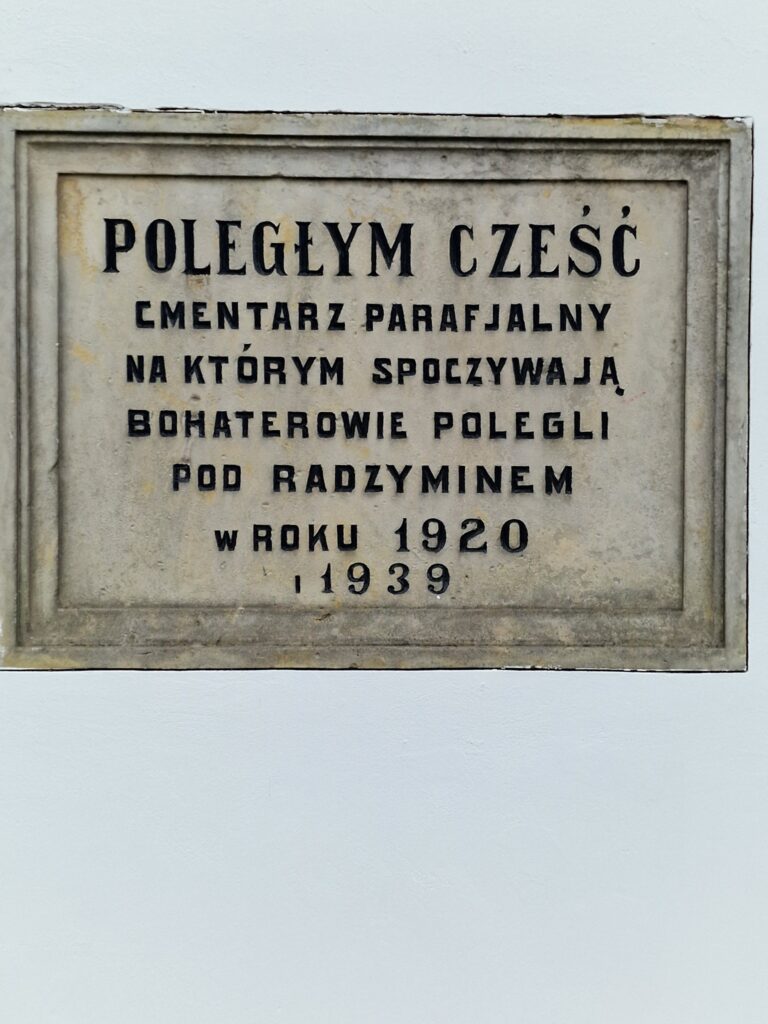 POLEGŁYM CZEŚĆ
CMENTARZ PARAFJALNY
NA KTÓRYM SPOCZYWAJĄ
BOHATEROWIE POLEGLI
POD RADZYMINEM
W ROKU 1920
I 1939